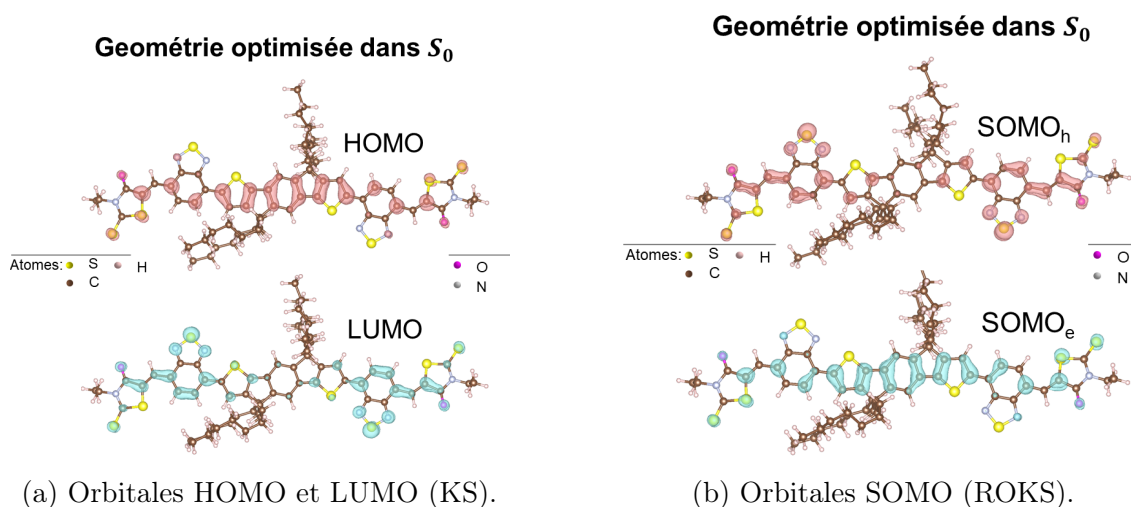 Geométrie optimisée dans S₀
HOMO
Atomes: S H
C
O
N
LUMO
(a) Orbitales HOMO et LUMO (KS).
Geométrie optimisée dans S₀
SOMOₕ
Atomes: S H
C
O
N
SOMOₑ
(b) Orbitales SOMO (ROKS).